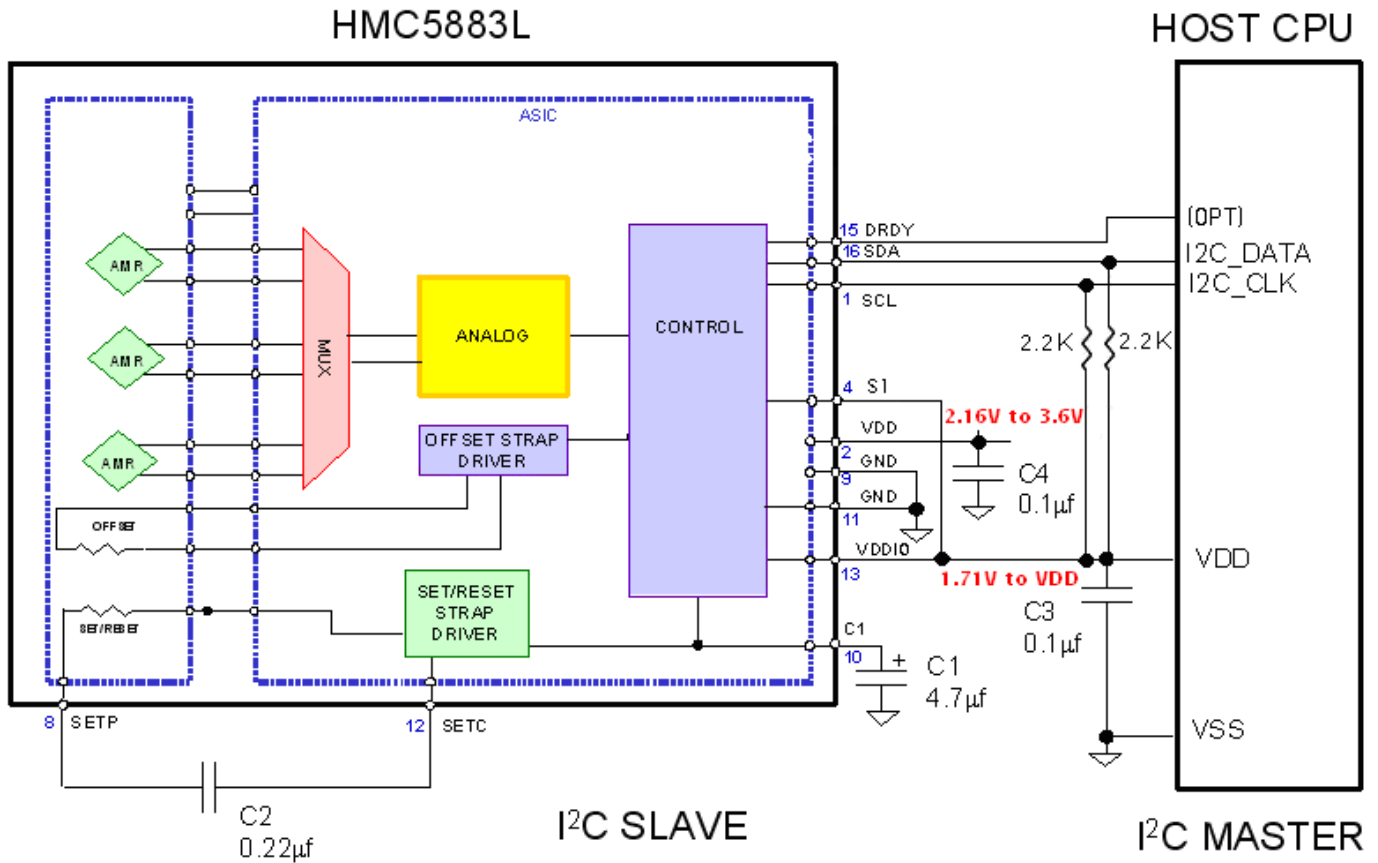 HMC5883L
HOST CPU
ASIC
15 DRDY
(OPT)
16 SDA
I2C_DATA
1 SCL
I2C_CLK
AMR
MUX
ANALOG
CONTROL
2.2K
2.2K
AMR
4 S1
2.16V to 3.6V
VDD
2
OFFSET STRAP
DRIVER
GND
9
C4
0.1µf
AMR
GND
11
OFFSET
VDDIO
13
1.71V to VDD
VDD
SET/RESET
STRAP
DRIVER
C3
0.1µf
SET/RESET
C1
10
+
C1
4.7µf
8 SETP
12 SETC
VSS
C2
0.22µf
I²C SLAVE
I²C MASTER